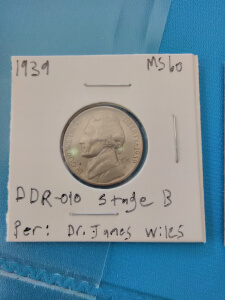 1939 MS60
DDR-010 Stage B
Per: Dr. James Wiles